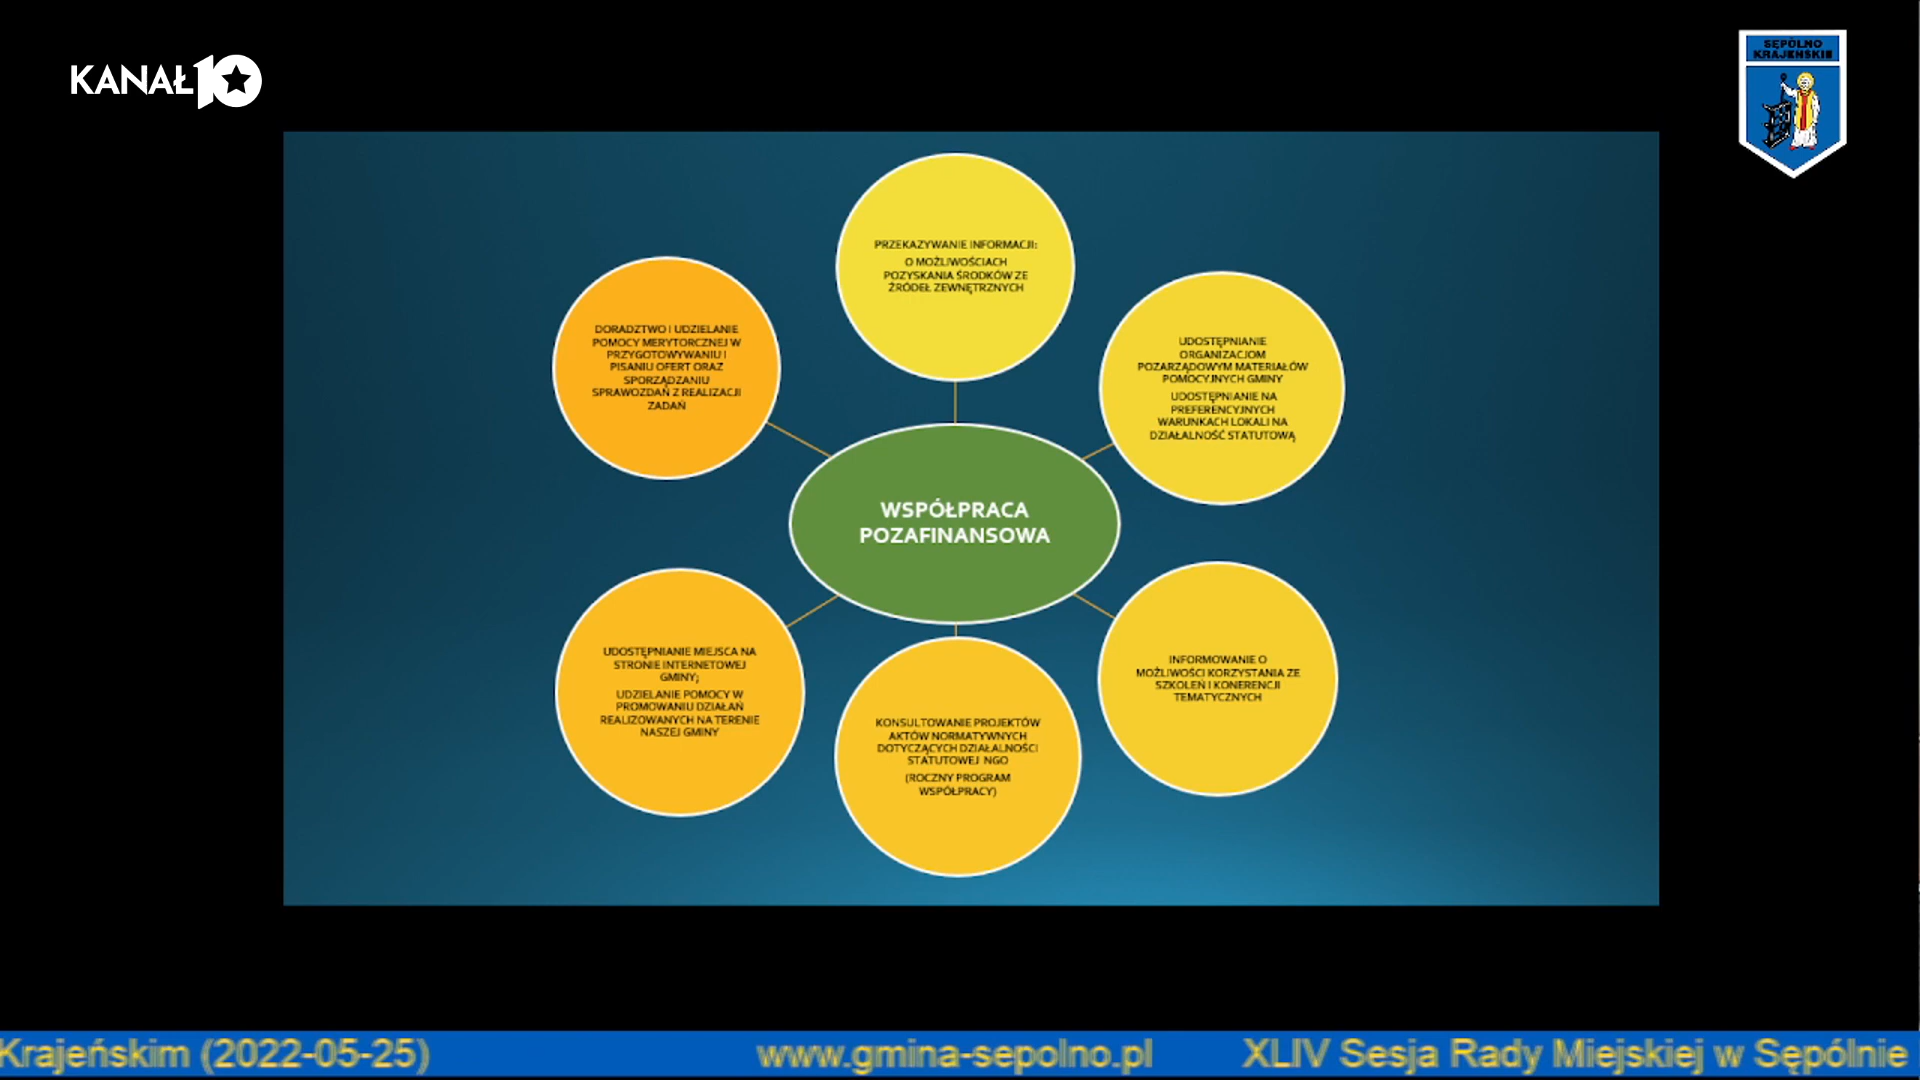 KANAŁ 10
SĘPÓLNO
KRAJEŃSKIE
PRZEKAZYWANIE INFORMACJI:
O MOŻLIWOŚCIACH
POZYSKANIA ŚRODKÓW ZE
ŹRÓDEŁ ZEWNĘTRZNYCH
UDOSTĘPNIANIE
ORGANIZACJOM
POZARZĄDOWYM MATERIAŁÓW
POMOCYJNYCH GMINY
UDOSTĘPNIANIE NA
PREFERENCYJNYCH
WARUNKACH LOKALI NA
DZIAŁALNOŚĆ STATUTOWĄ
INFORMOWANIE O
MOŻLIWOŚCI KORZYSTANIA ZE
SZKOLEŃ I KONERENCJI
TEMATYCZNYCH
KONSULTOWANIE PROJEKTÓW
AKTÓW NORMATYWNYCH
DOTYCZĄCYCH DZIAŁALNOŚCI
STATUTOWEJ NGO
(ROCZNY PROGRAM
WSPÓŁPRACY)
UDOSTĘPNIANIE MIEJSCA NA
STRONIE INTERNETOWEJ
GMINY;
UDZIELANIE POMOCY W
PROMOWANIU DZIAŁAŃ
REALIZOWANYCH NA TERENIE
NASZEJ GMINY
DORADZTWO I UDZIELANIE
POMOCY MERYTORCZNEJ W
PRZYGOTOWYWANIU I
PISANIU OFERT ORAZ
SPORZĄDZANIU
SPRAWOZDAŃ Z REALIZACJI
ZADAŃ
WSPÓŁPRACA
POZAFINANSOWA
Krajeńskim (2022-05-25) www.gmina-sepolno.pl XLIV Sesja Rady Miejskiej w Sępólnie